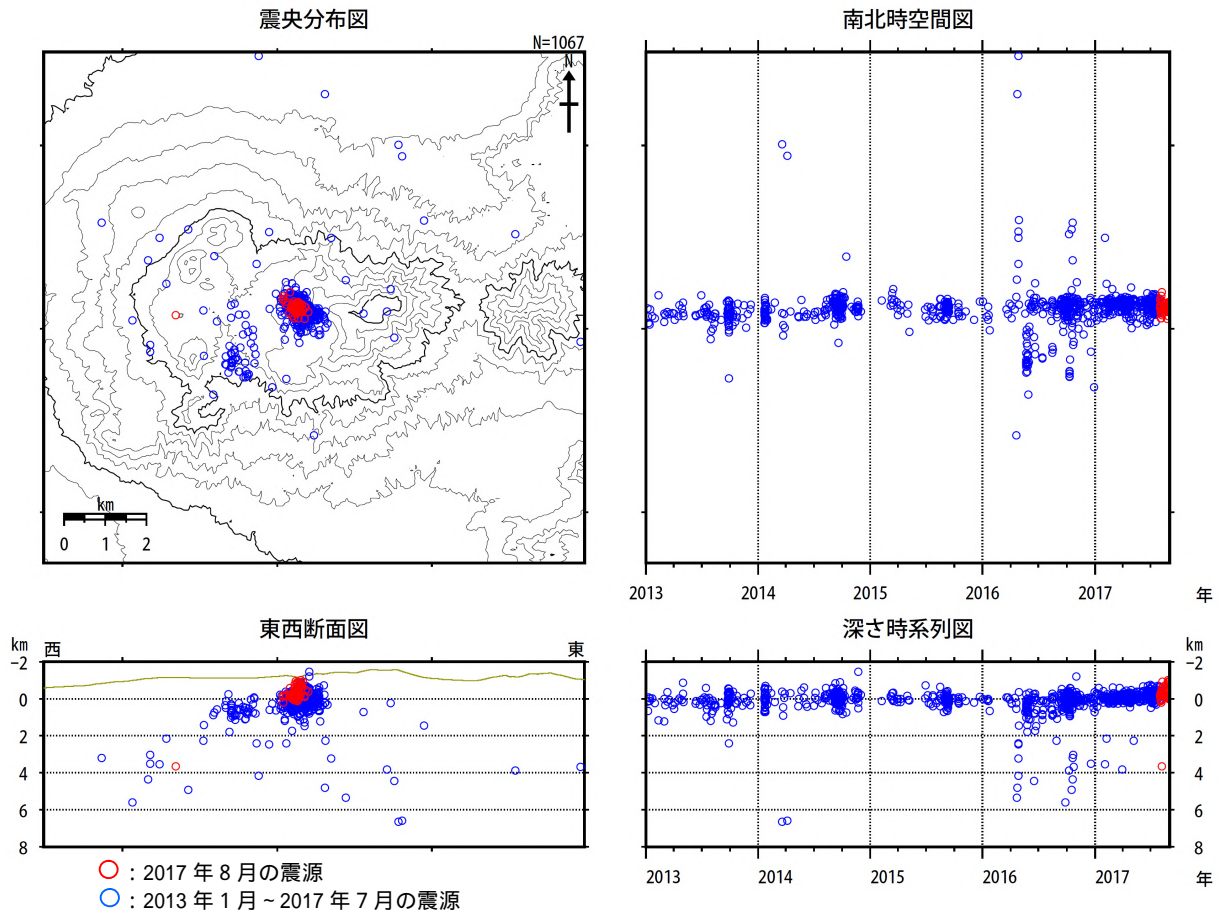 震央分布図
N=1067
N
km
0 1 2
南北時空間図
2013 2014 2015 2016 2017 年
東西断面図
km 西 東
-2
0
2
4
6
8
深さ時系列図
km
-2
0
2
4
6
8
2013 2014 2015 2016 2017 年
○ : 2017 年 8 月の震源
○ : 2013 年 1 月 ~ 2017 年 7 月の震源